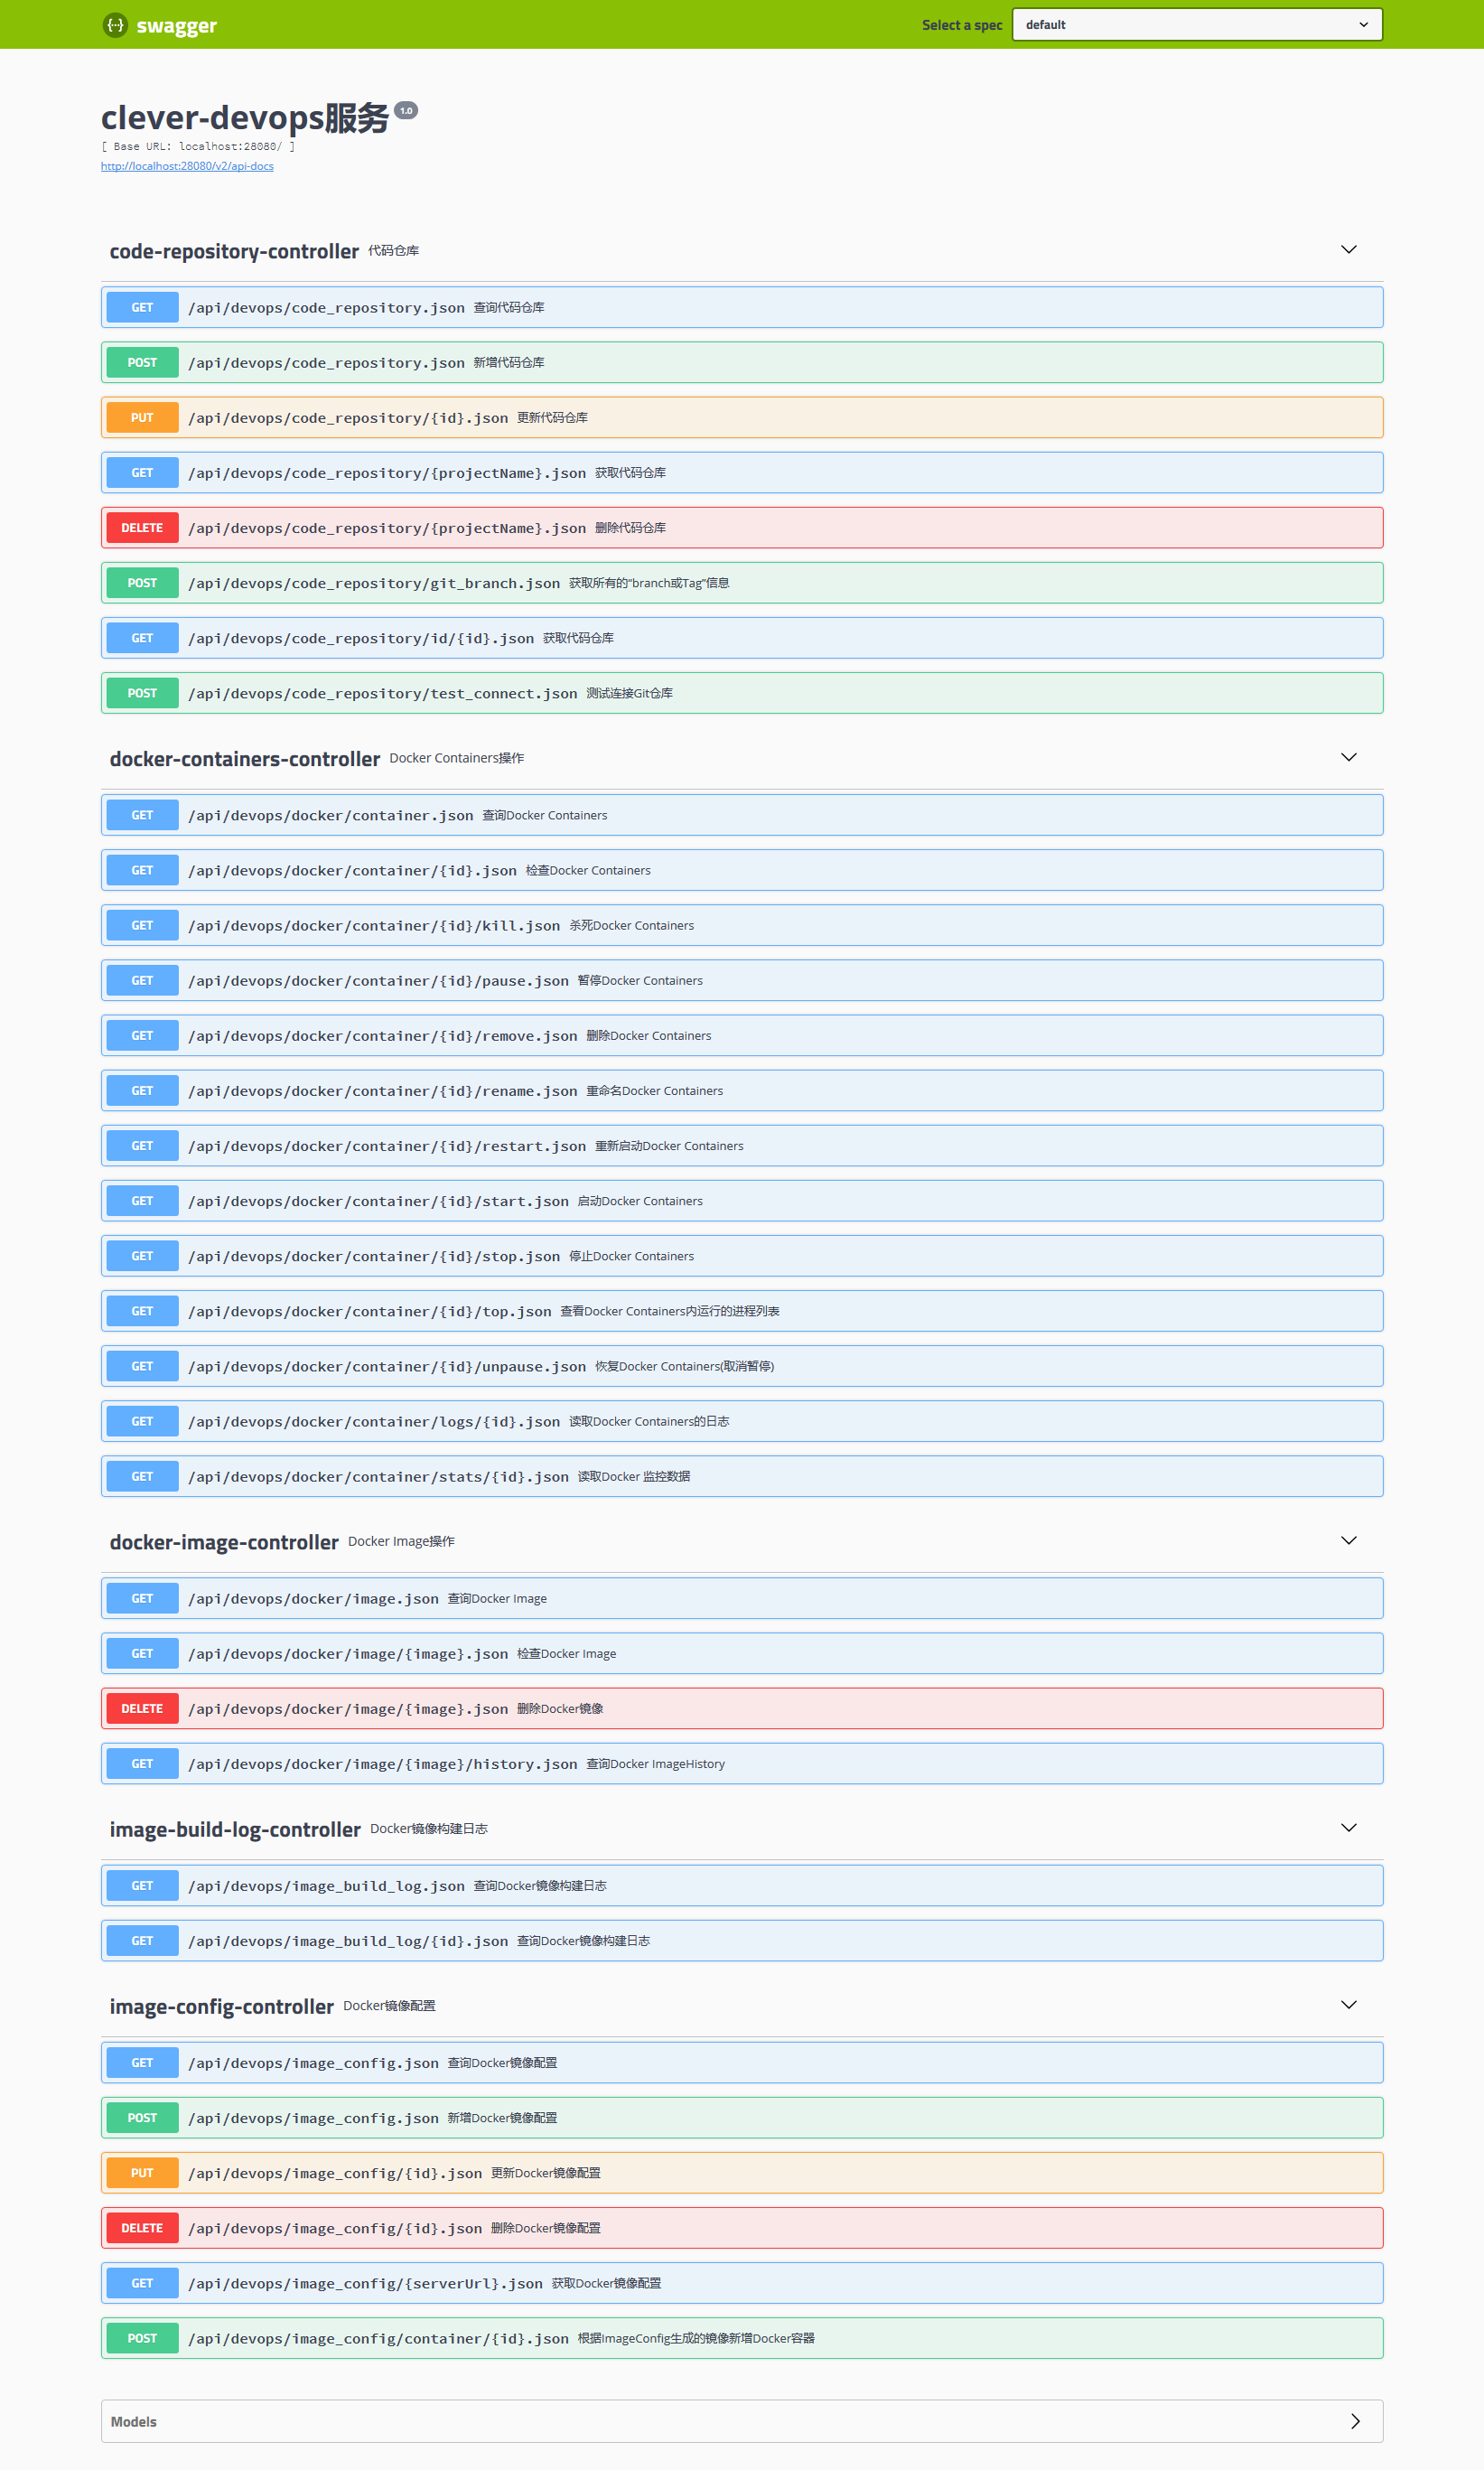 swagger Select a spec default
clever-devops服务 1.0
[ Base URL: localhost:28080/ ]
http://localhost:28080/v2/api-docs
code-repository-controller 代码仓库
GET /api/devops/code_repository.json 查询代码仓库
POST /api/devops/code_repository.json 新增代码仓库
PUT /api/devops/code_repository/{id}.json 更新代码仓库
GET /api/devops/code_repository/{projectName}.json 获取代码仓库
DELETE /api/devops/code_repository/{projectName}.json 删除代码仓库
POST /api/devops/code_repository/git_branch.json 获取所有的“branch或Tag”信息
GET /api/devops/code_repository/id/{id}.json 获取代码仓库
POST /api/devops/code_repository/test_connect.json 测试连接Git仓库
docker-containers-controller Docker Containers操作
GET /api/devops/docker/container.json 查询Docker Containers
GET /api/devops/docker/container/{id}.json 检查Docker Containers
GET /api/devops/docker/container/{id}/kill.json 杀死Docker Containers
GET /api/devops/docker/container/{id}/pause.json 暂停Docker Containers
GET /api/devops/docker/container/{id}/remove.json 删除Docker Containers
GET /api/devops/docker/container/{id}/rename.json 重命名Docker Containers
GET /api/devops/docker/container/{id}/restart.json 重新启动Docker Containers
GET /api/devops/docker/container/{id}/start.json 启动Docker Containers
GET /api/devops/docker/container/{id}/stop.json 停止Docker Containers
GET /api/devops/docker/container/{id}/top.json 查看Docker Containers内运行的进程列表
GET /api/devops/docker/container/{id}/unpause.json 恢复Docker Containers(取消暂停)
GET /api/devops/docker/container/logs/{id}.json 读取Docker Containers的日志
GET /api/devops/docker/container/stats/{id}.json 读取Docker 监控数据
docker-image-controller Docker Image操作
GET /api/devops/docker/image.json 查询Docker Image
GET /api/devops/docker/image/{image}.json 检查Docker Image
DELETE /api/devops/docker/image/{image}.json 删除Docker镜像
GET /api/devops/docker/image/{image}/history.json 查询Docker ImageHistory
image-build-log-controller Docker镜像构建日志
GET /api/devops/image_build_log.json 查询Docker镜像构建日志
GET /api/devops/image_build_log/{id}.json 查询Docker镜像构建日志
image-config-controller Docker镜像配置
GET /api/devops/image_config.json 查询Docker镜像配置
POST /api/devops/image_config.json 新增Docker镜像配置
PUT /api/devops/image_config/{id}.json 更新Docker镜像配置
DELETE /api/devops/image_config/{id}.json 删除Docker镜像配置
GET /api/devops/image_config/{serverUrl}.json 获取Docker镜像配置
POST /api/devops/image_config/container/{id}.json 根据ImageConfig生成的镜像新增Docker容器
Models